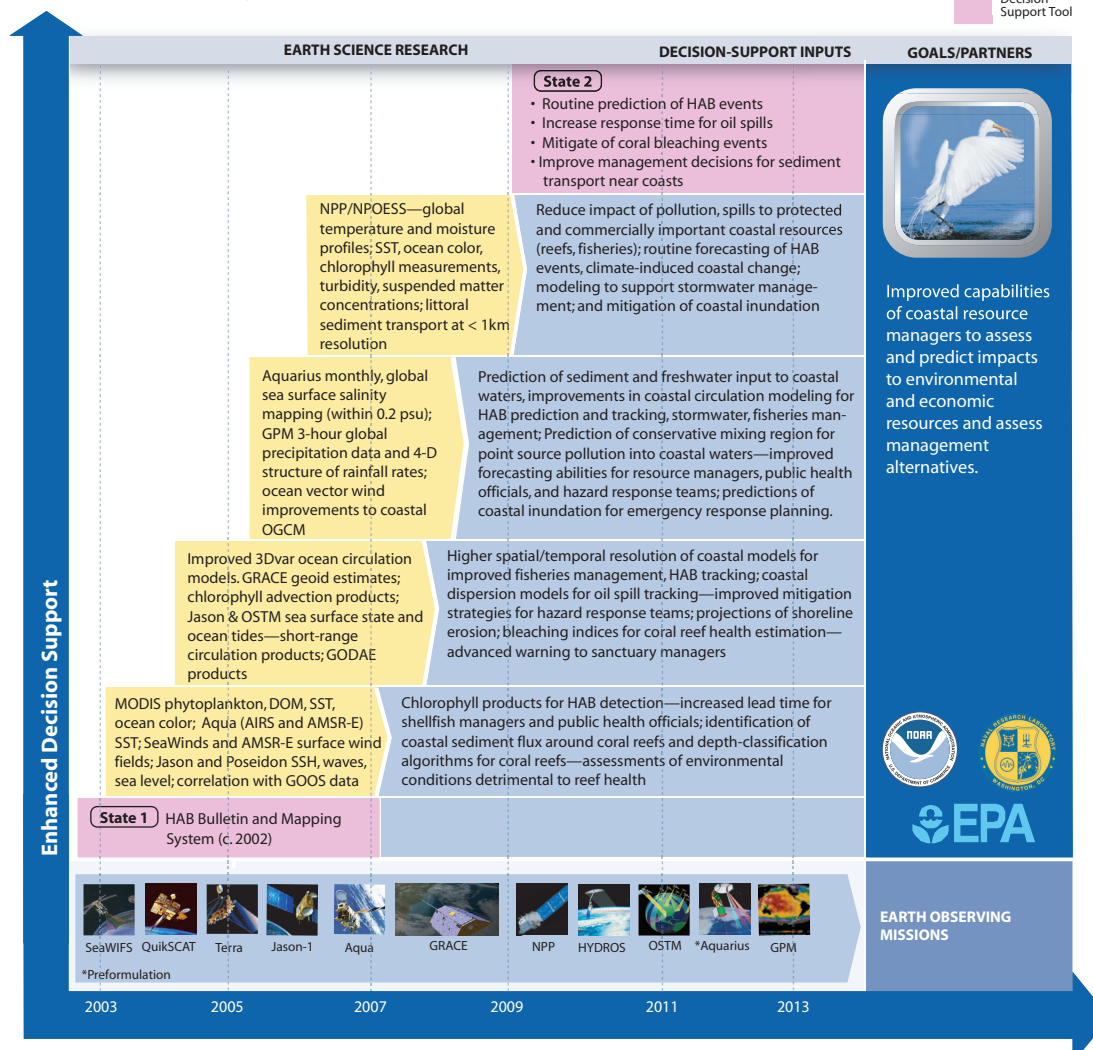 Decision
Support Tool
EARTH SCIENCE RESEARCH
DECISION-SUPPORT INPUTS
GOALS/PARTNERS
State 2
• Routine prediction of HAB events
• Increase response time for oil spills
• Mitigate of coral bleaching events
• Improve management decisions for sediment
transport near coasts
NPP/NPOESS—global
temperature and moisture
profiles; SST, ocean color,
chlorophyll measurements,
turbidity, suspended matter
concentrations; littoral
sediment transport at < 1km
resolution
Reduce impact of pollution, spills to protected
and commercially important coastal resources
(reefs, fisheries); routine forecasting of HAB
events, climate-induced coastal change;
modeling to support stormwater manage-
ment; and mitigation of coastal inundation
Improved capabilities
of coastal resource
managers to assess
and predict impacts
to environmental
and economic
resources and assess
management
alternatives.
Aquarius monthly, global
sea surface salinity
mapping (within 0.2 psu);
GPM 3-hour global
precipitation data and 4-D
structure of rainfall rates;
ocean vector wind
improvements to coastal
OGCM
Prediction of sediment and freshwater input to coastal
waters, improvements in coastal circulation modeling for
HAB prediction and tracking, stormwater, fisheries man-
agement; Prediction of conservative mixing region for
point source pollution into coastal waters—improved
forecasting abilities for resource managers, public health
officials, and hazard response teams; predictions of
coastal inundation for emergency response planning.
Improved 3Dvar ocean circulation
models. GRACE geoid estimates;
chlorophyll advection products;
Jason & OSTM sea surface state and
ocean tides—short-range
circulation products; GODAE
products
Higher spatial/temporal resolution of coastal models for
improved fisheries management, HAB tracking; coastal
dispersion models for oil spill tracking—improved mitigation
strategies for hazard response teams; projections of shoreline
erosion; bleaching indices for coral reef health estimation—
advanced warning to sanctuary managers
MODIS phytoplankton, DOM, SST,
ocean color; Aqua (AIRS and AMSR-E)
SST; SeaWinds and AMSR-E surface wind
fields; Jason and Poseidon SSH, waves,
sea level; correlation with GOOS data
Chlorophyll products for HAB detection—increased lead time for
shellfish managers and public health officials; identification of
coastal sediment flux around coral reefs and depth-classification
algorithms for coral reefs—assessments of environmental
conditions detrimental to reef health
NATIONAL OCEANIC AND ATMOSPHERIC ADMINISTRATION
NOAA
U.S. DEPARTMENT OF COMMERCE
NAVAL RESEARCH LABORATORY
WASHINGTON, DC
EPA
State 1 HAB Bulletin and Mapping
System (c. 2002)
Enhanced Decision Support
SeaWIFS QuikSCAT Terra Jason-1 Aqua GRACE NPP HYDROS OSTM *Aquarius GPM
*Preformulation
EARTH OBSERVING
MISSIONS
2003 2005 2007 2009 2011 2013